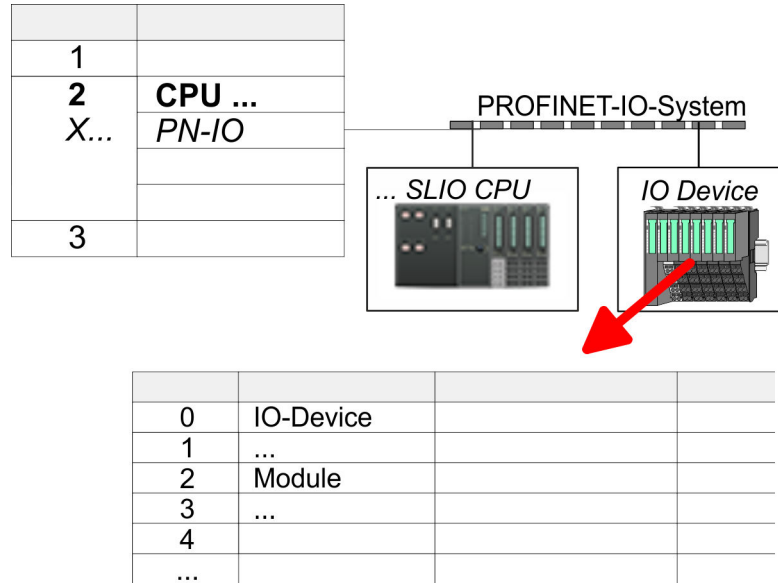 1
2 CPU ...
X... PN-IO
3
PROFINET-IO-System
... SLIO CPU
IO Device
0 IO-Device
1 ...
2 Module
3 ...
4
...